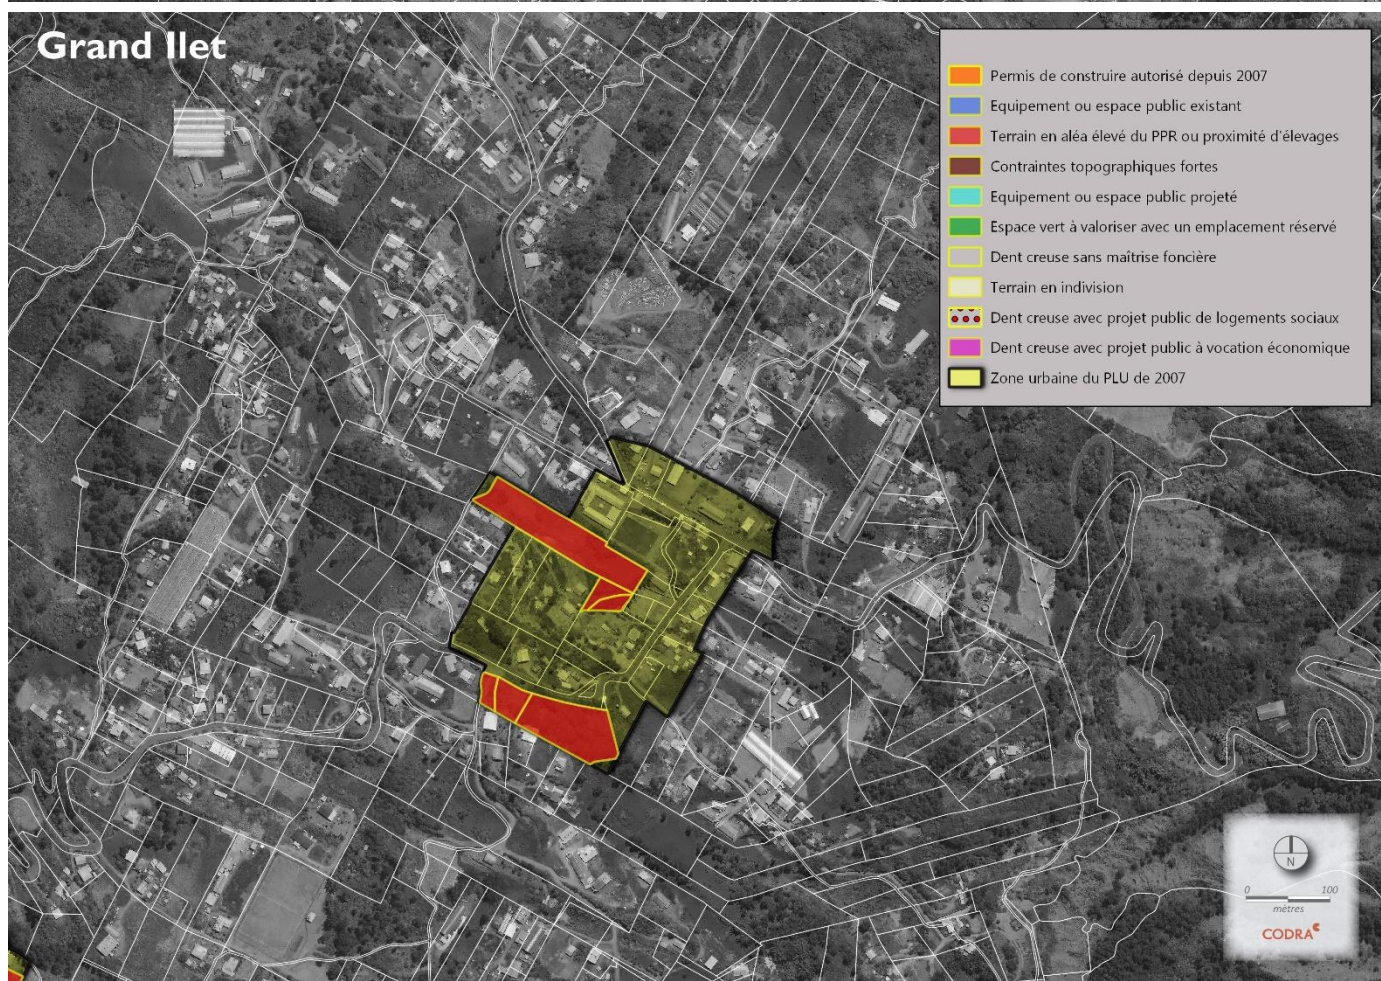 Grand Ilet
Permis de construire autorisé depuis 2007
Equipement ou espace public existant
Terrain en aléa élevé du PPR ou proximité d'élevages
Contraintes topographiques fortes
Equipement ou espace public projeté
Espace vert à valoriser avec un emplacement réservé
Dent creuse sans maîtrise foncière
Terrain en indivision
Dent creuse avec projet public de logements sociaux
Dent creuse avec projet public à vocation économique
Zone urbaine du PLU de 2007
N
0 100
mètres
CODRA